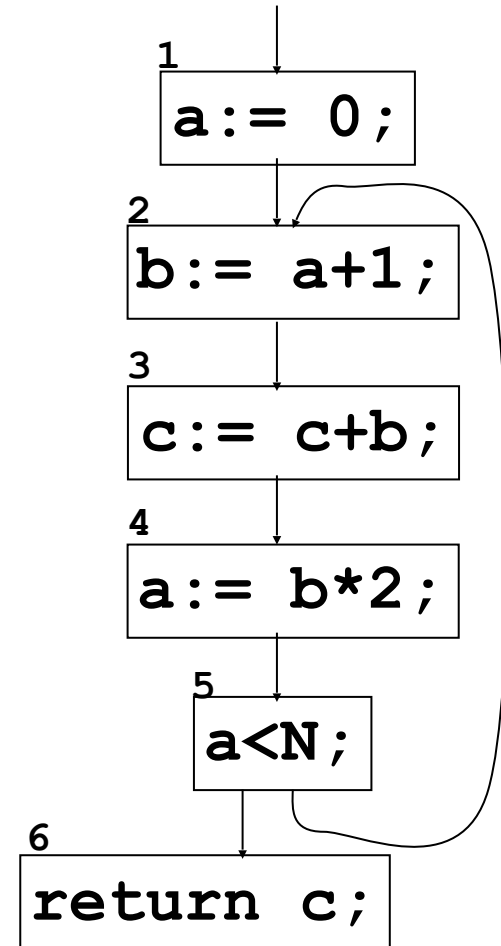 1
a:= 0;
2
b:= a+1;
3
c:= c+b;
4
a:= b*2;
5
a<N;
6
return c;